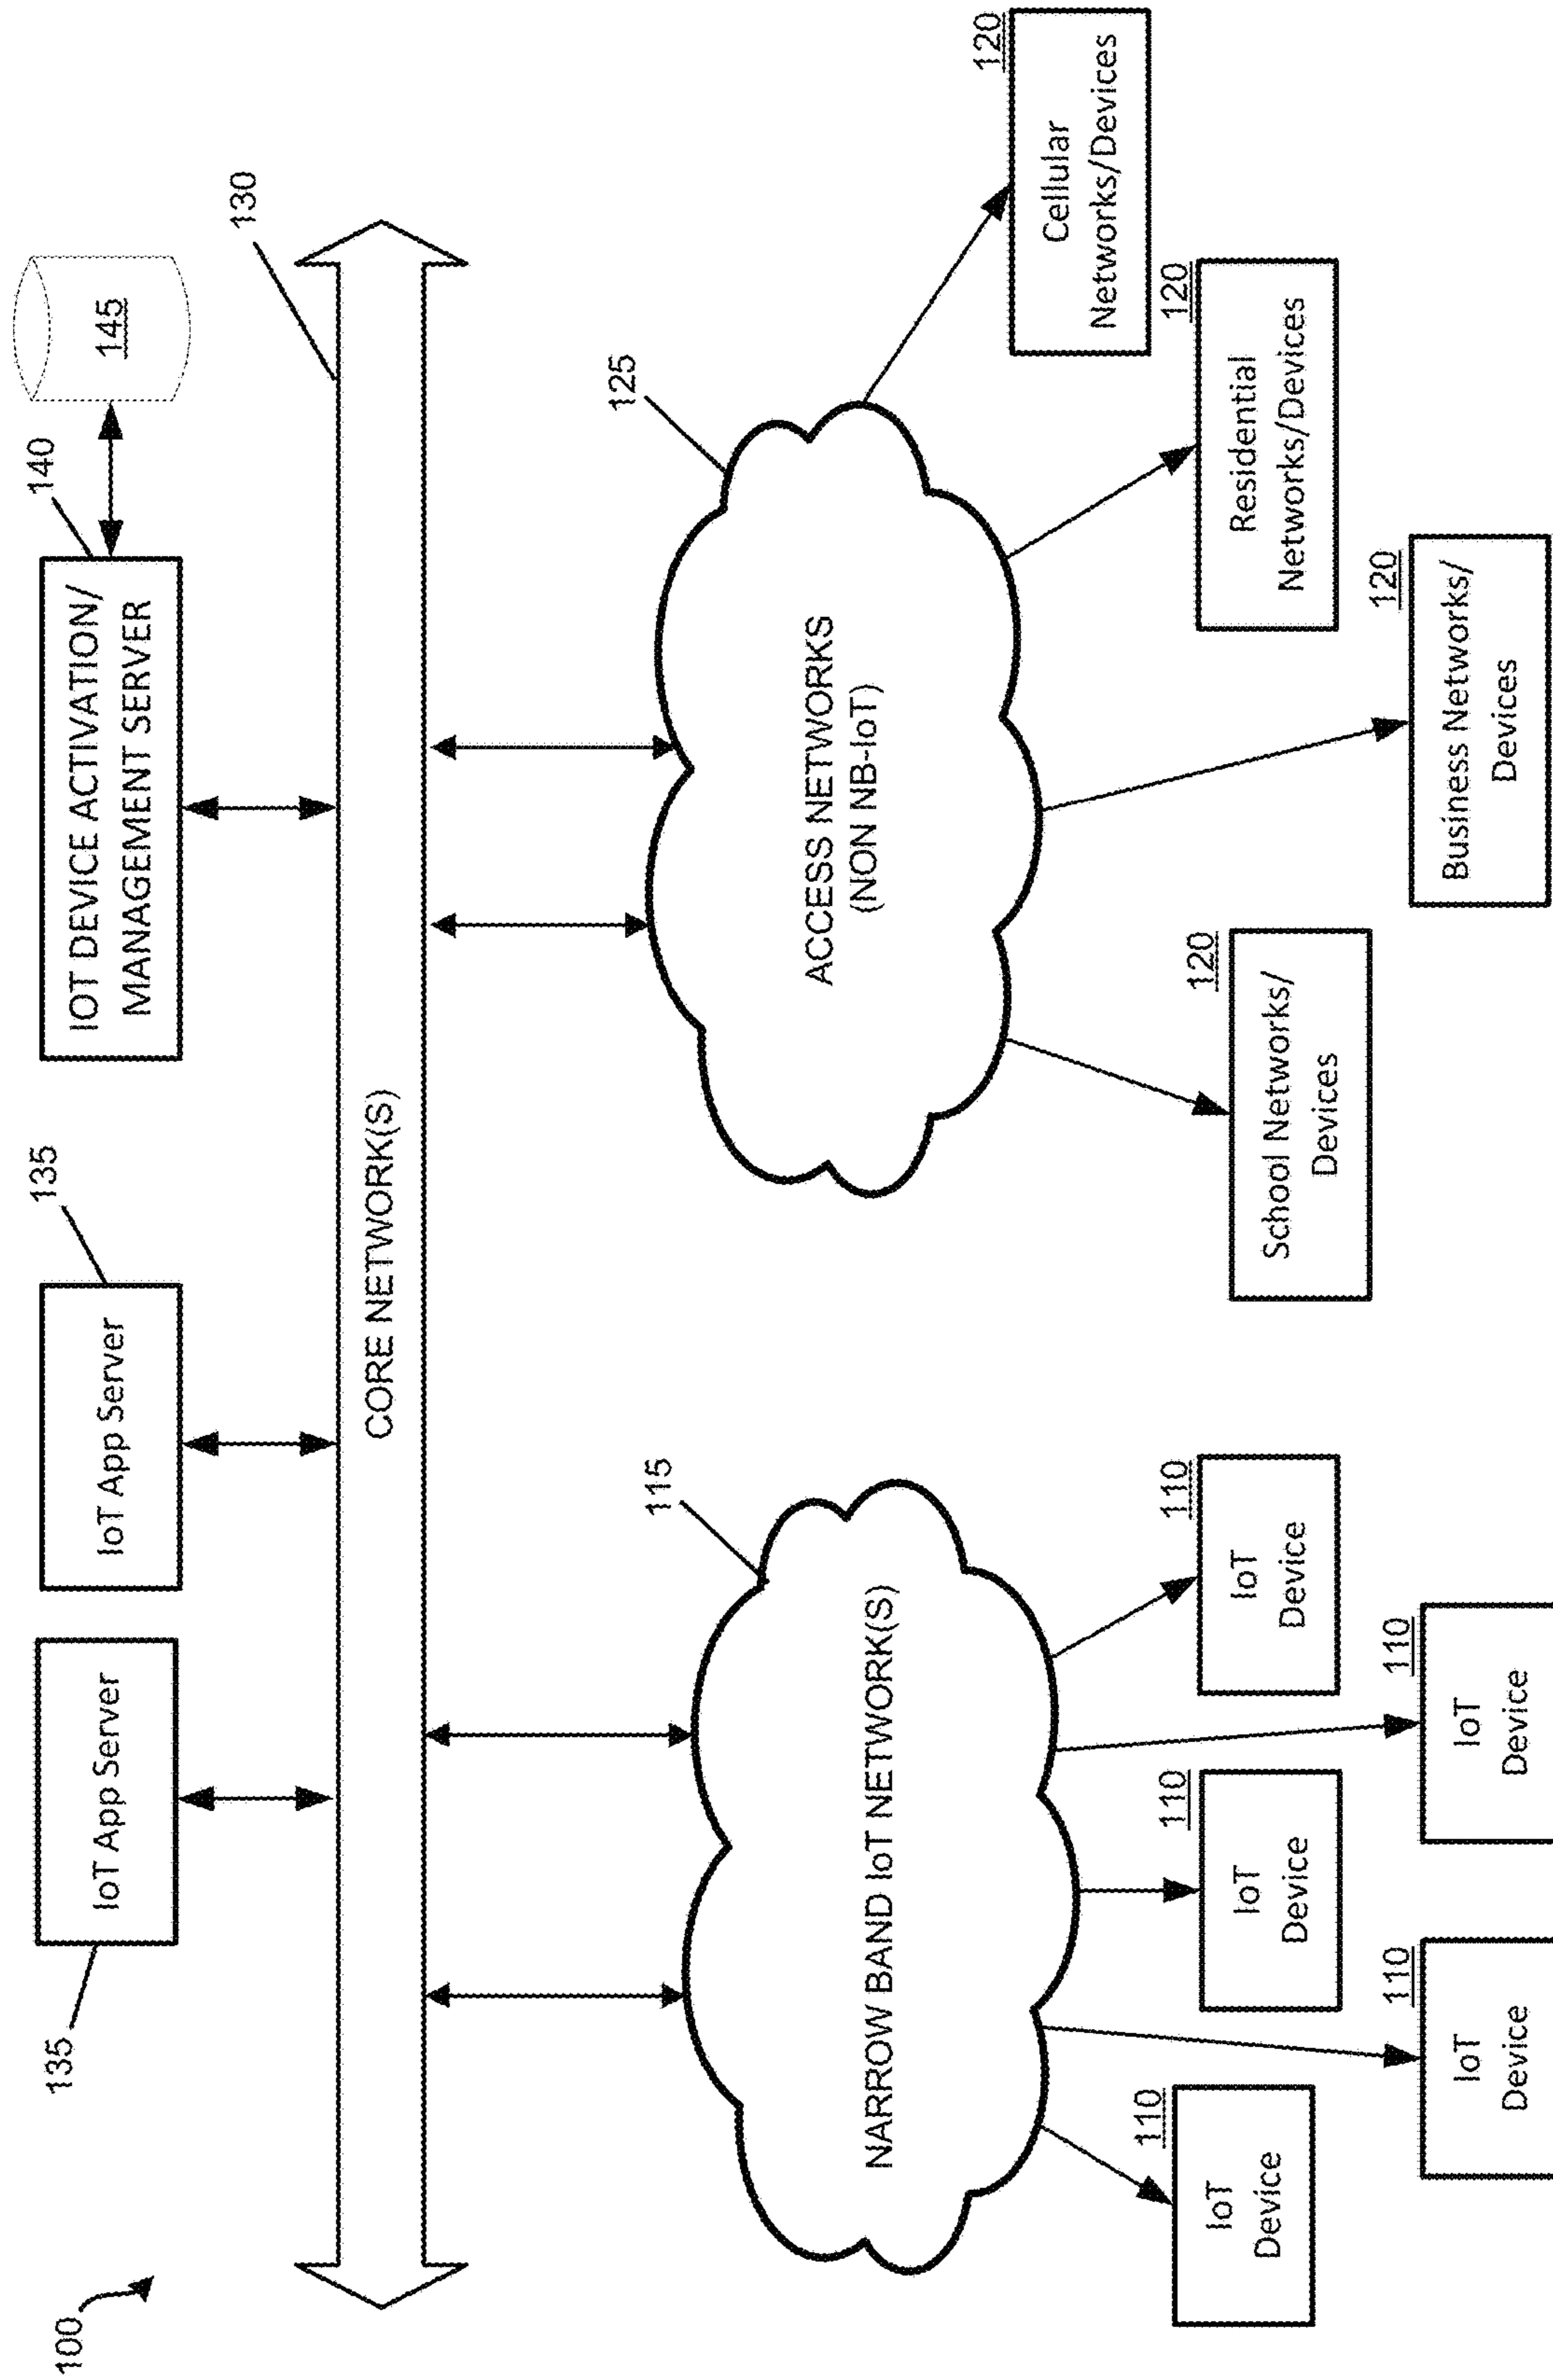 100
135
IoT App Server
135
IoT App Server
140
IOT DEVICE ACTIVATION/
MANAGEMENT SERVER
145
130
CORE NETWORK(S)
115
NARROW BAND IoT NETWORK(S)
125
ACCESS NETWORKS
(NON NB-IoT)
110
IoT
Device
110
IoT
Device
110
IoT
Device
110
IoT
Device
110
IoT
Device
120
School Networks/
Devices
120
Business Networks/
Devices
120
Residential
Networks/Devices
120
Cellular
Networks/Devices